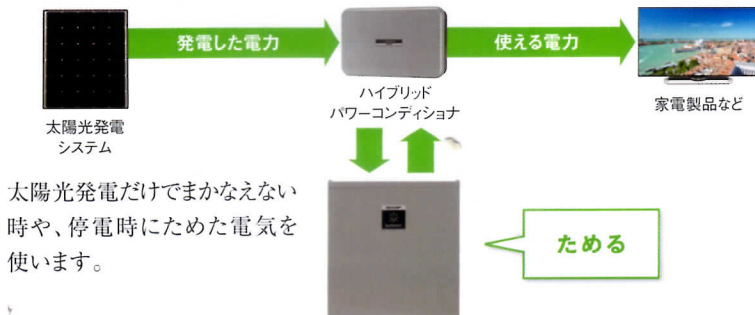 発電した電力
使える電力
太陽光発電
システム
ハイブリッド
パワーコンディショナ
家電製品など
太陽光発電だけでまかなえない
時や、停電時にためた電気を
使います。
ためる